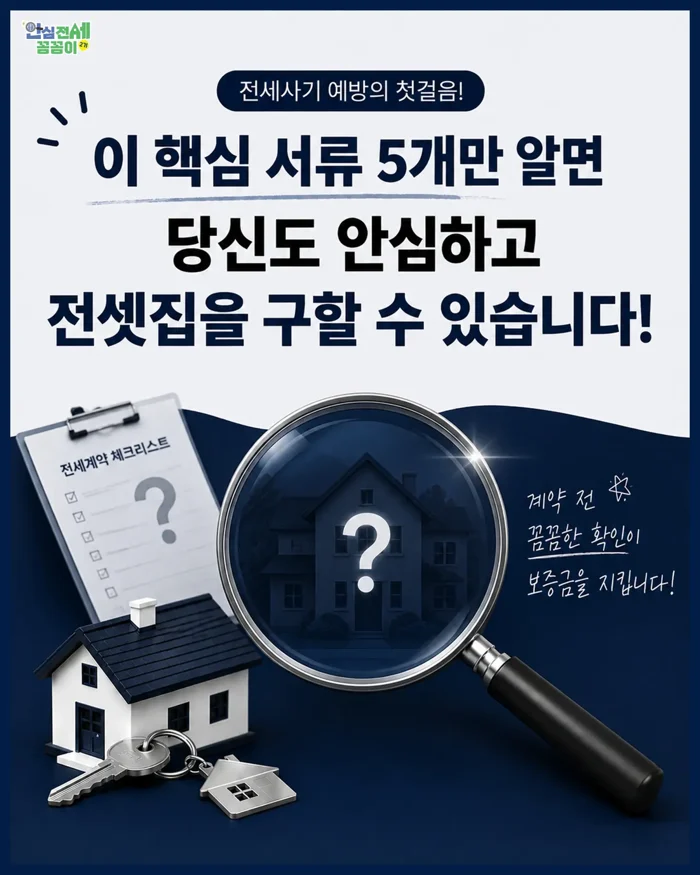 안심전세
꼼꼼이 2기
전세사기 예방의 첫걸음!
이 핵심 서류 5개만 알면
당신도 안심하고
전셋집을 구할 수 있습니다!
전세계약 체크리스트
?
?
계약 전
꼼꼼한 확인이
보증금을 지킵니다!